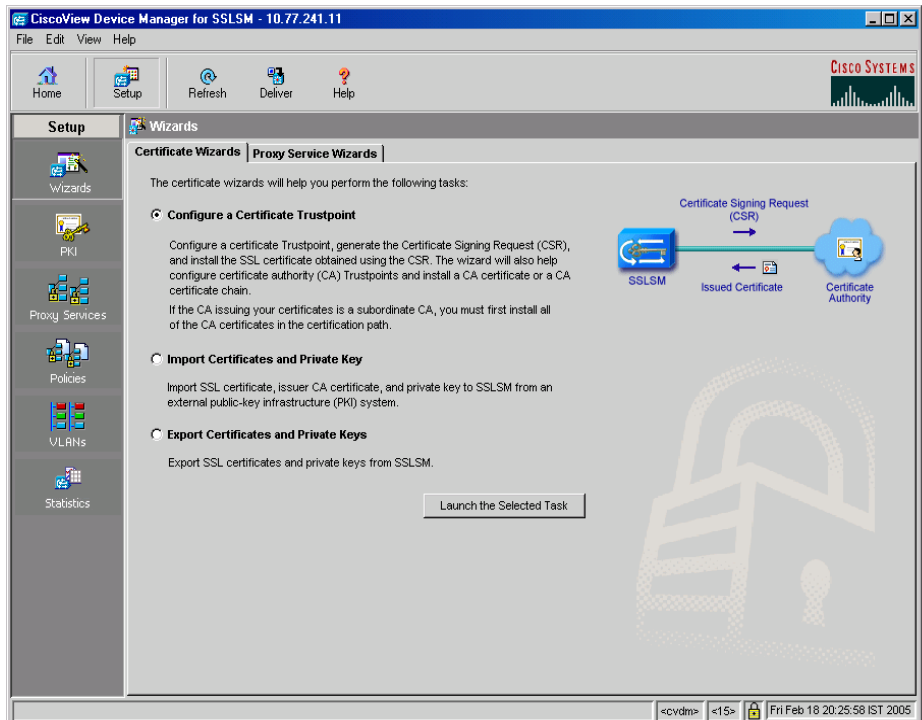 CiscoView Device Manager for SSLSM - 10.77.241.11
File Edit View Help
Home Setup Refresh Deliver Help
CISCO SYSTEMS
Setup
Wizards
PKI
Proxy Services
Policies
VLANs
Statistics
Wizards
Certificate Wizards Proxy Service Wizards
The certificate wizards will help you perform the following tasks:
Configure a Certificate Trustpoint
Configure a certificate Trustpoint, generate the Certificate Signing Request (CSR),
and install the SSL certificate obtained using the CSR. The wizard will also help
configure certificate authority (CA) Trustpoints and install a CA certificate or a CA
certificate chain.
If the CA issuing your certificates is a subordinate CA, you must first install all
of the CA certificates in the certification path.
Import Certificates and Private Key
Import SSL certificate, issuer CA certificate, and private key to SSLSM from an
external public-key infrastructure (PKI) system.
Export Certificates and Private Keys
Export SSL certificates and private keys from SSLSM.
Launch the Selected Task
Certificate Signing Request
(CSR)
SSLSM
Issued Certificate
Certificate
Authority
<cvdm> <15> Fri Feb 18 20:25:58 IST 2005